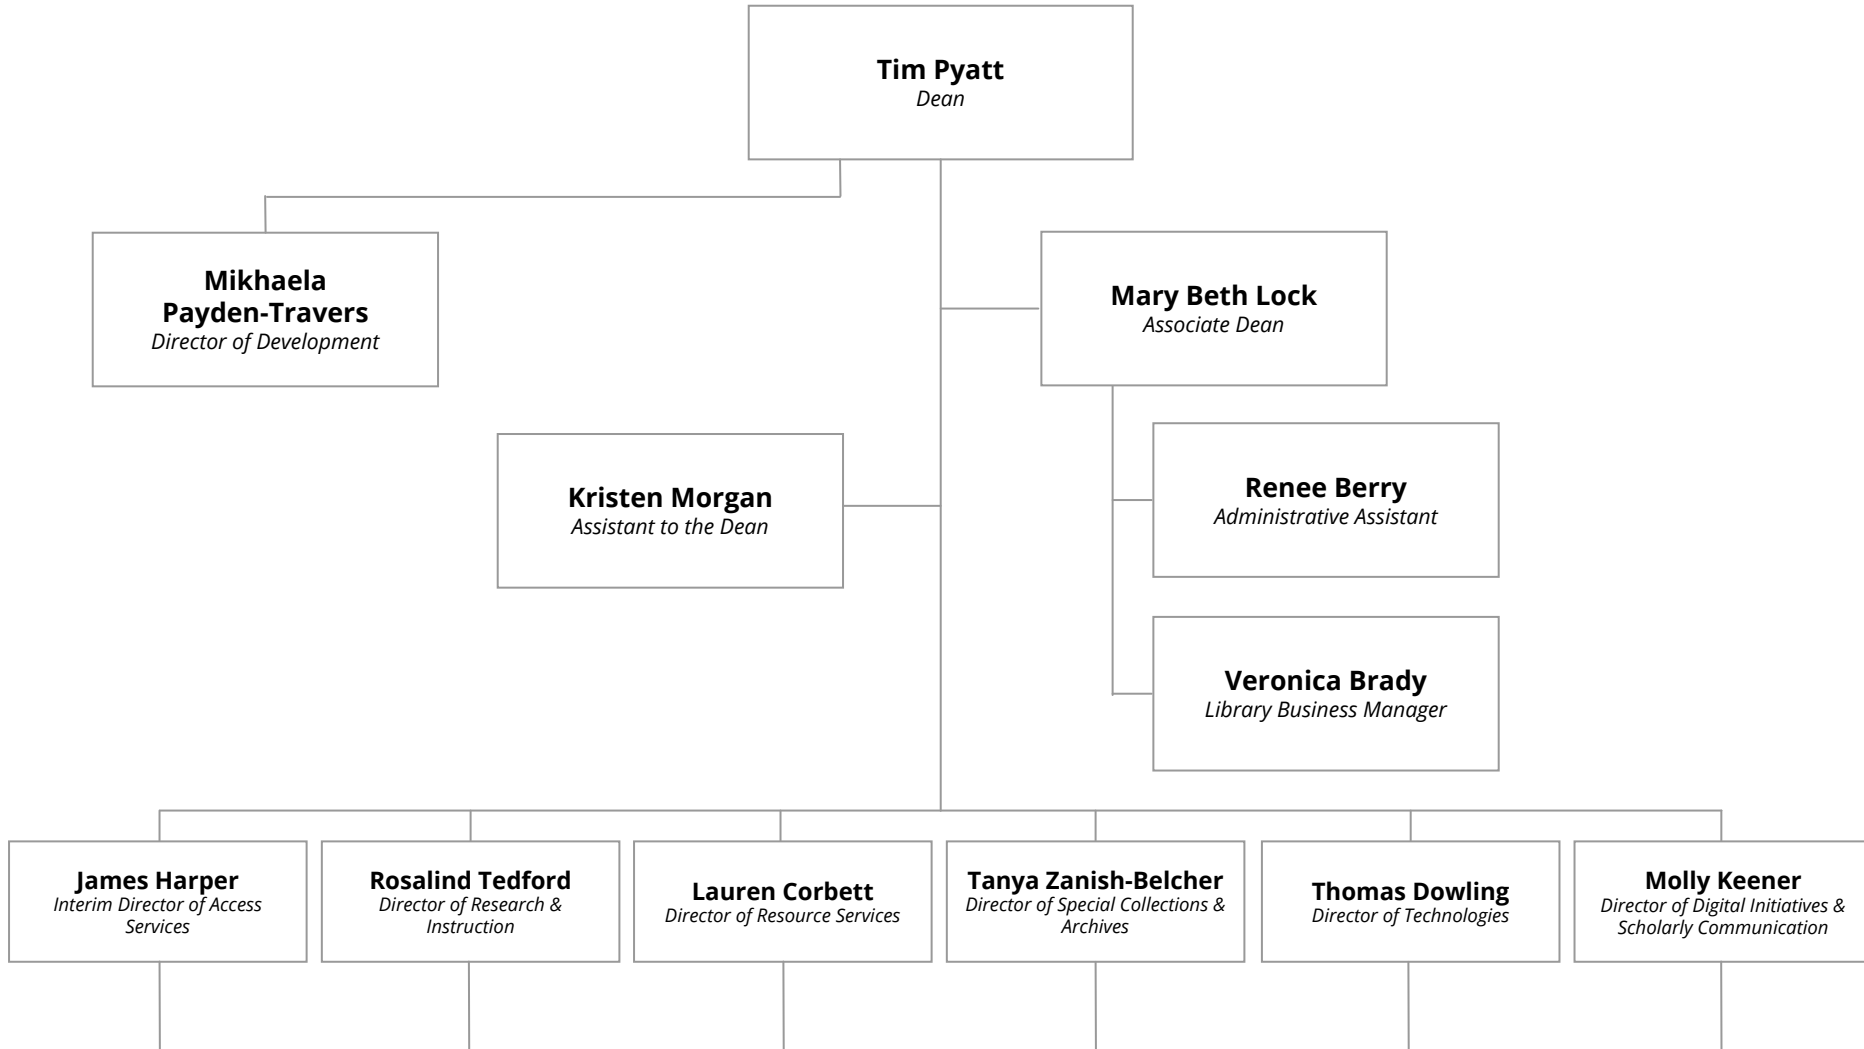 Tim Pyatt
Dean
Mikhaela
Payden-Travers
Director of Development
Mary Beth Lock
Associate Dean
Kristen Morgan
Assistant to the Dean
Renee Berry
Administrative Assistant
Veronica Brady
Library Business Manager
James Harper
Interim Director of Access
Services
Rosalind Tedford
Director of Research &
Instruction
Lauren Corbett
Director of Resource Services
Tanya Zanish-Belcher
Director of Special Collections &
Archives
Thomas Dowling
Director of Technologies
Molly Keener
Director of Digital Initiatives &
Scholarly Communication